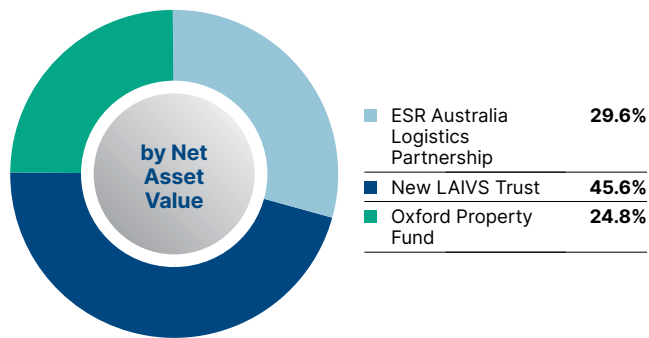 by Net
Asset
Value
ESR Australia 29.6%
Logistics
Partnership
New LAIVS Trust 45.6%
Oxford Property 24.8%
Fund